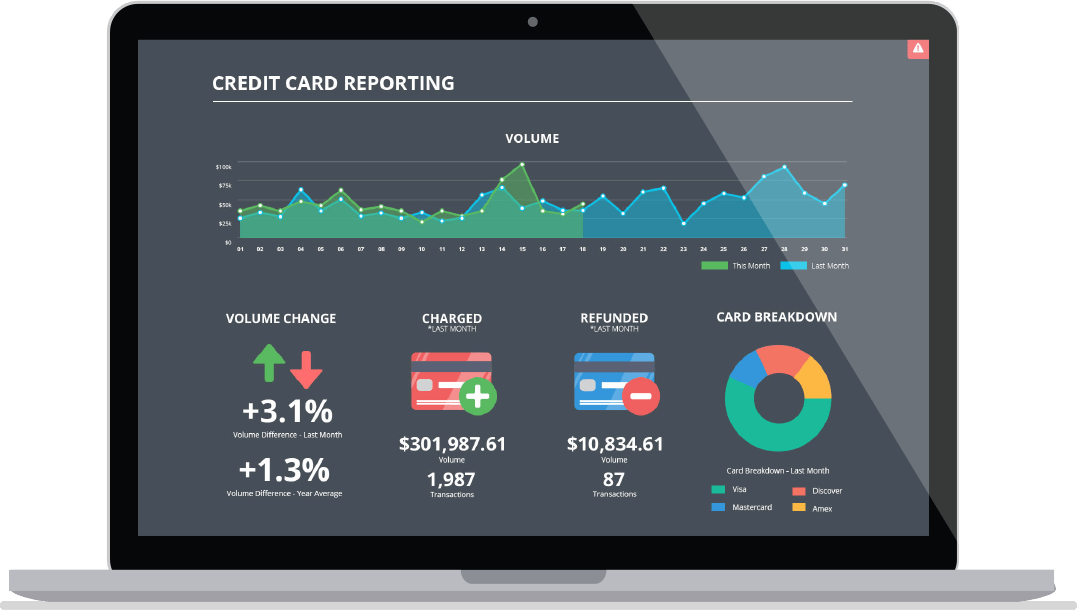 CREDIT CARD REPORTING
VOLUME
$100k
$75k
$50k
$25k
$0
01 02 03 04 05 06 07 08 09 10 11 12 13 14 15 16 17 18 19 20 21 22 23 24 25 26 27 28 29 30 31
This Month Last Month
VOLUME CHANGE
+3.1%
Volume Difference - Last Month
+1.3%
Volume Difference - Year Average
CHARGED
*LAST MONTH
$301,987.61
Volume
1,987
Transactions
REFUNDED
*LAST MONTH
$10,834.61
Volume
87
Transactions
CARD BREAKDOWN
Card Breakdown - Last Month
Visa Discover
Mastercard Amex